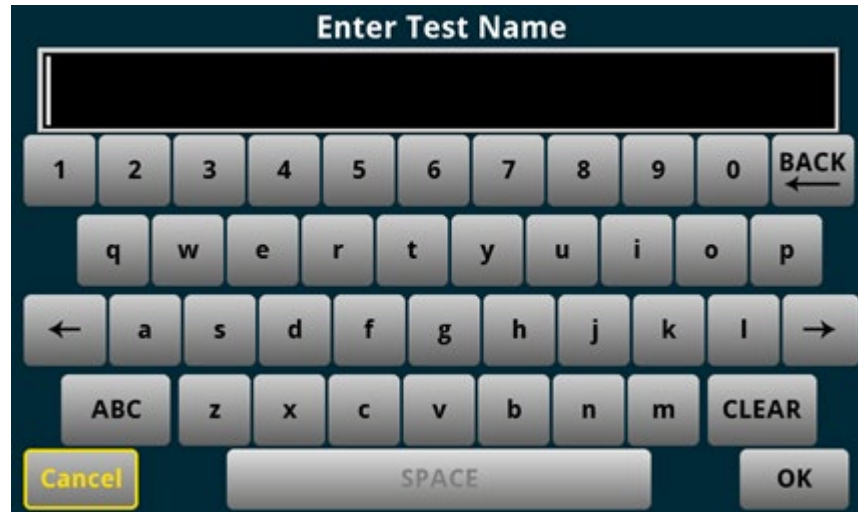 Enter Test Name
1 2 3 4 5 6 7 8 9 0 BACK
←
q w e r t y u i o p
← a s d f g h j k l →
ABC z x c v b n m CLEAR
Cancel SPACE OK